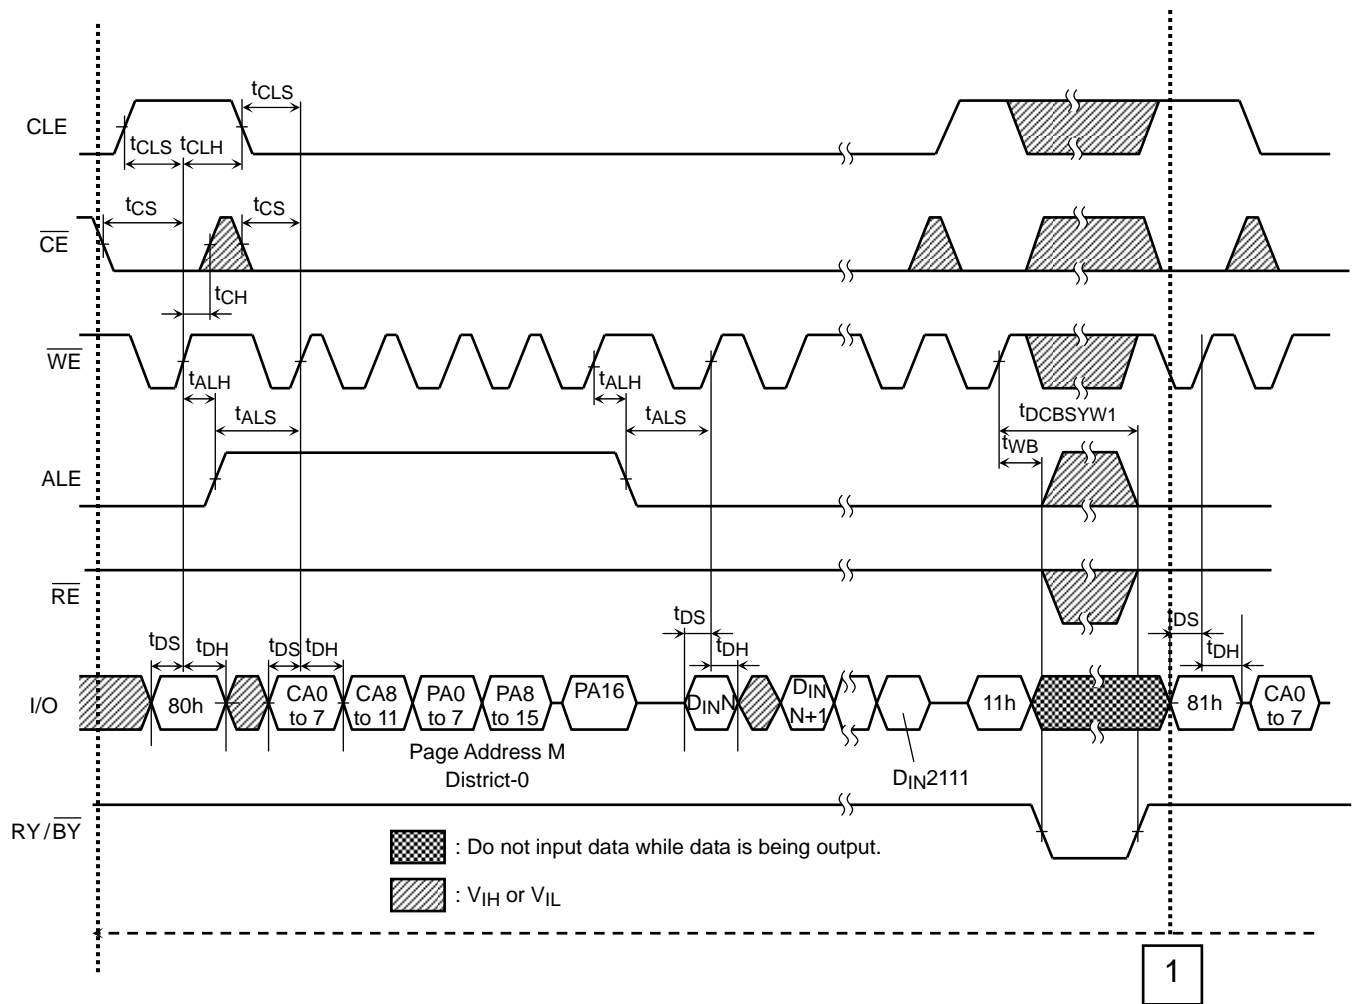 tCLS
CLE
tCLS tCLH
tCS tCS
CE
tCH
WE
tALH tALH
tALS tALS tDCBSYW1
tWB
ALE
RE
tDS tDS
tDS tDH tDS tDH tDH tDH
I/O 80h CA0 to 7 CA8 to 11 PA0 to 7 PA8 to 15 PA16 DINN DIN N+1 11h 81h CA0 to 7
Page Address M
District-0
DIN2111
RY/BY
: Do not input data while data is being output.
: VIH or VIL
1